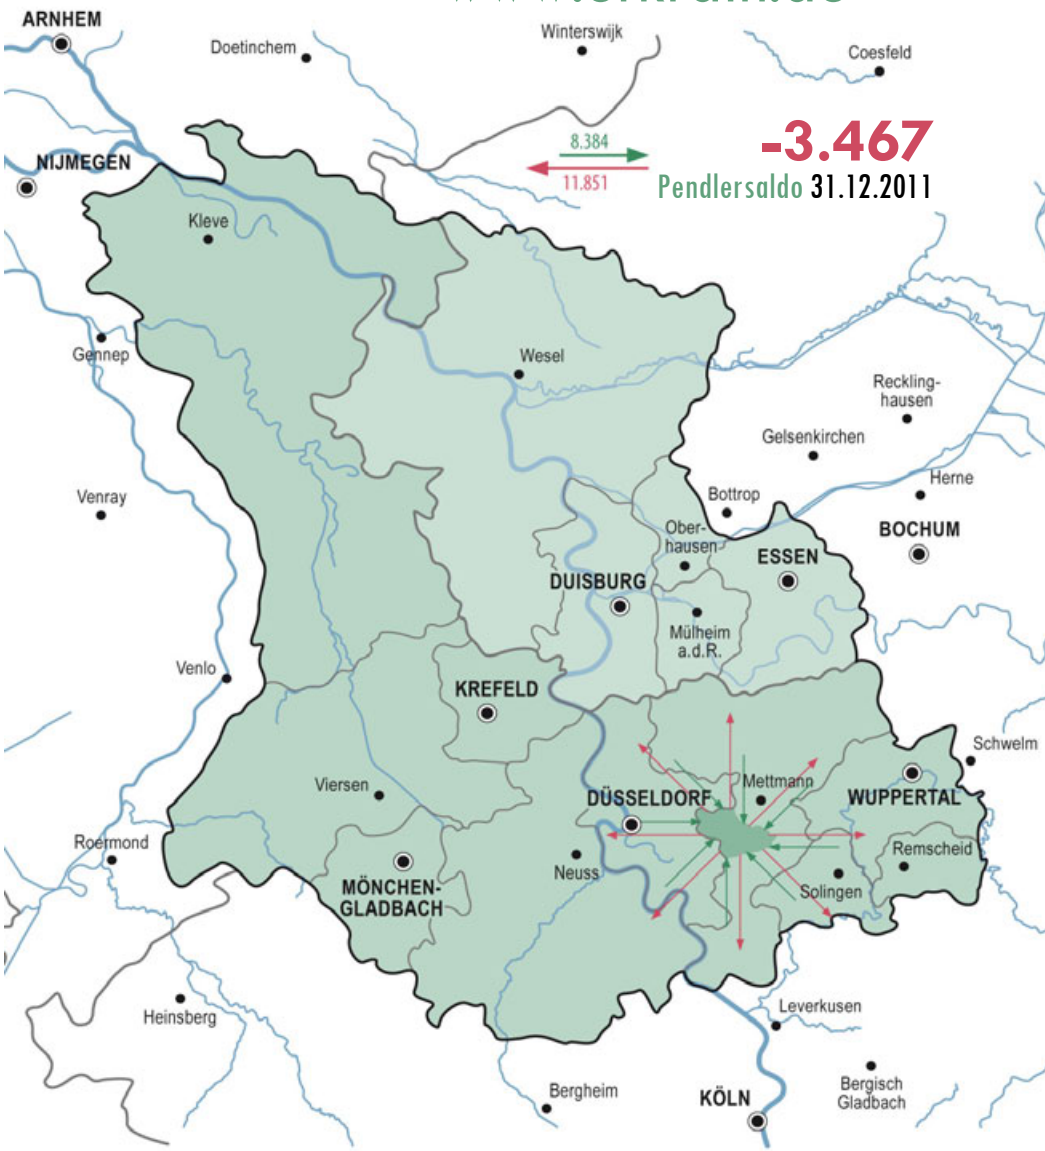 ARNHEM
Doetinchem
Winterswijk
Coesfeld
8.384
-3.467
11.851
Pendlersaldo 31.12.2011
NIJMEGEN
Kleve
Gennep
Wesel
Reckling-
hausen
Gelsenkirchen
Herne
Venray
Bottrop
Ober-
hausen
BOCHUM
ESSEN
DUISBURG
Mülheim
a.d.R.
Venlo
KREFELD
Schwelm
Viersen
Mettmann
DÜSSELDORF
WUPPERTAL
Roermond
Remscheid
Neuss
Solingen
MÖNCHEN-
GLADBACH
Heinsberg
Leverkusen
Bergheim
KÖLN
Bergisch
Gladbach